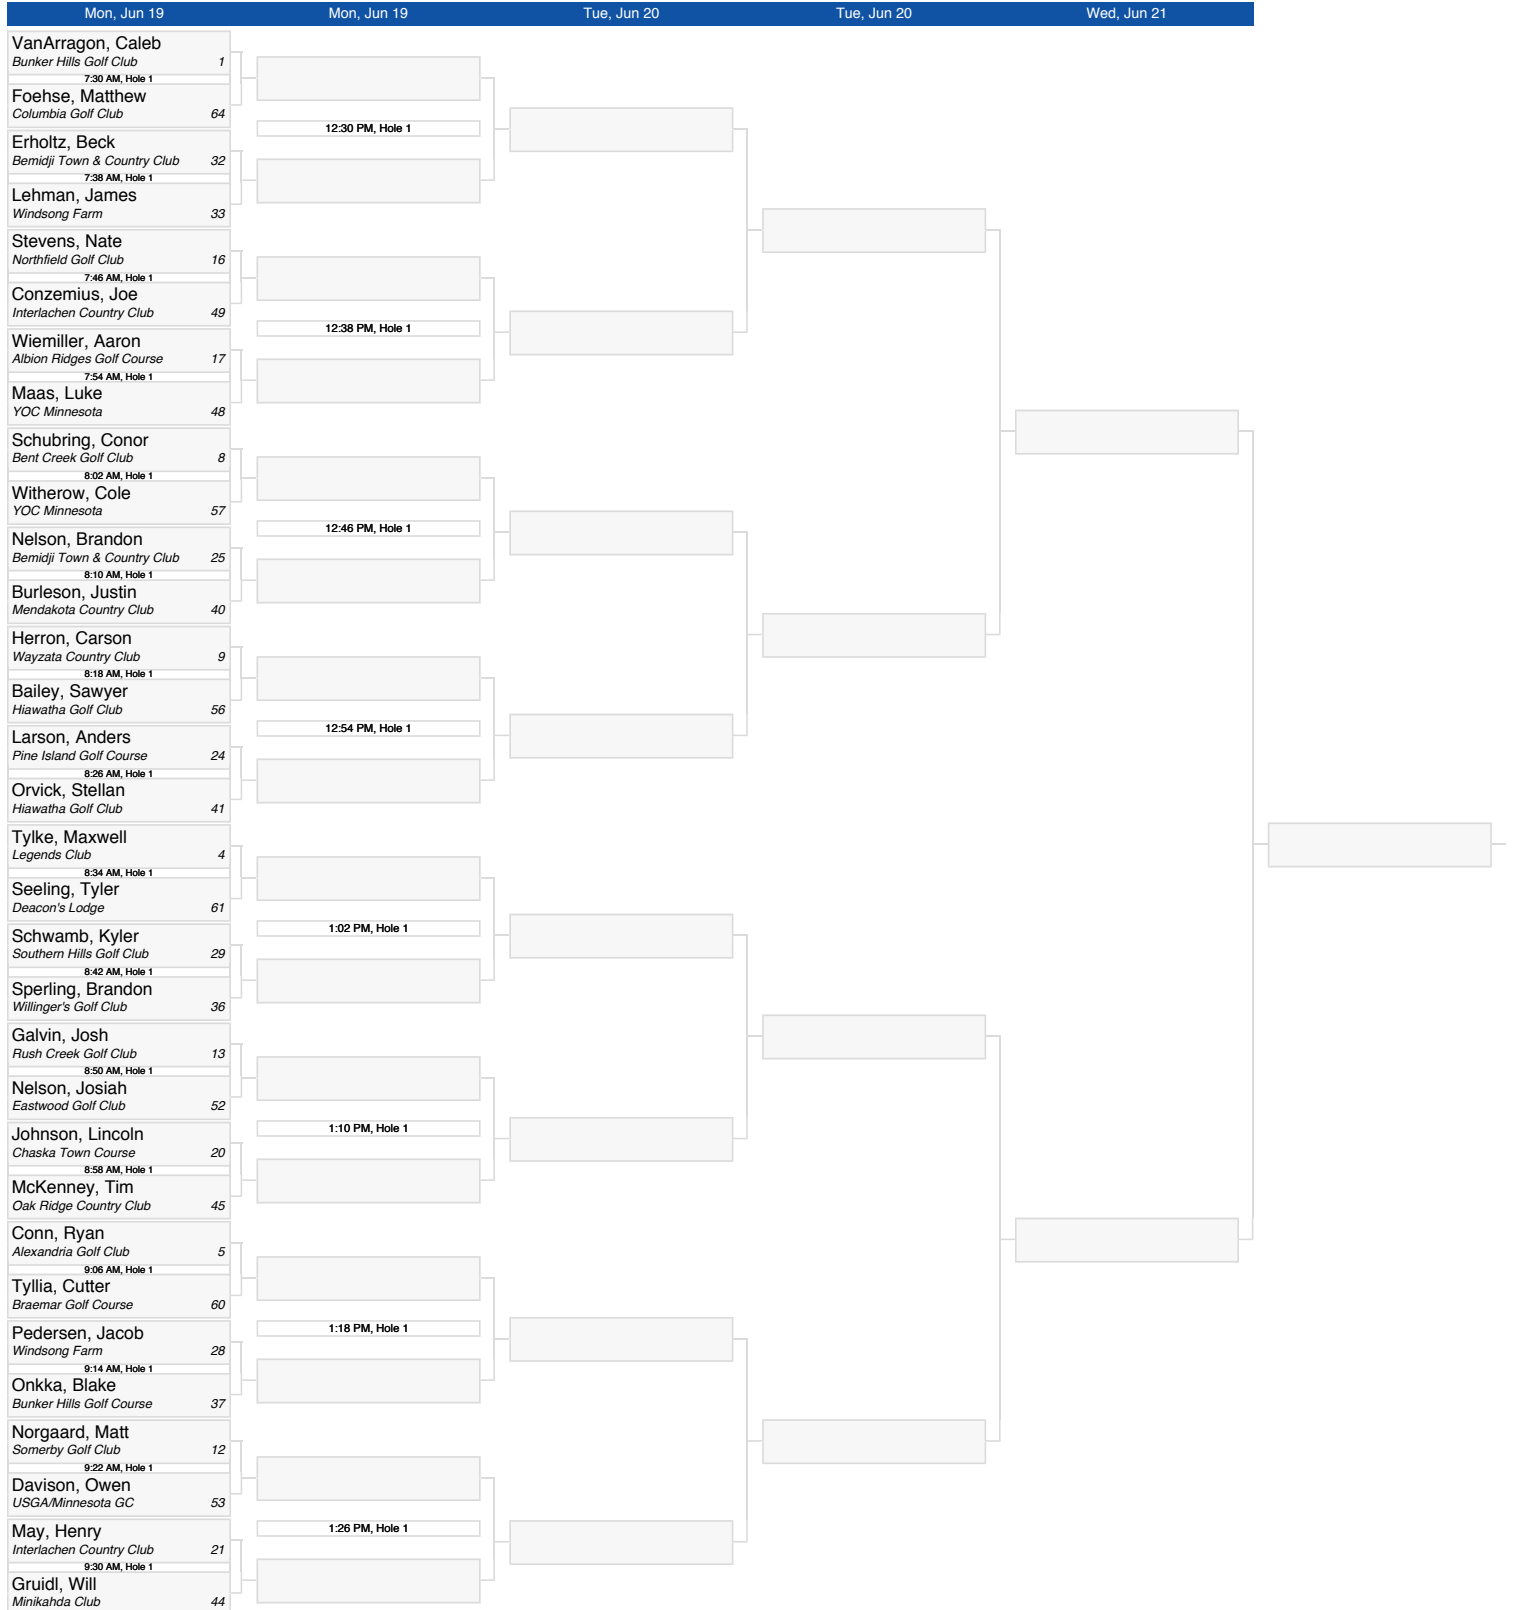 Mon, Jun 19
Mon, Jun 19
Tue, Jun 20
Tue, Jun 20
Wed, Jun 21
VanArragon, Caleb
Bunker Hills Golf Club 1
7:30 AM, Hole 1
Foehse, Matthew
Columbia Golf Club 64
Erholtz, Beck
Bemidji Town & Country Club 32
7:38 AM, Hole 1
Lehman, James
Windsong Farm 33
Stevens, Nate
Northfield Golf Club 16
7:46 AM, Hole 1
Conzemius, Joe
Interlachen Country Club 49
Wiemiller, Aaron
Albion Ridges Golf Course 17
7:54 AM, Hole 1
Maas, Luke
YOC Minnesota 48
Schubring, Conor
Bent Creek Golf Club 8
8:02 AM, Hole 1
Witherow, Cole
YOC Minnesota 57
Nelson, Brandon
Bemidji Town & Country Club 25
8:10 AM, Hole 1
Burleson, Justin
Mendakota Country Club 40
Herron, Carson
Wayzata Country Club 9
8:18 AM, Hole 1
Bailey, Sawyer
Hiawatha Golf Club 56
Larson, Anders
Pine Island Golf Course 24
8:26 AM, Hole 1
Orvick, Stellan
Hiawatha Golf Club 41
Tylke, Maxwell
Legends Club 4
8:34 AM, Hole 1
Seeling, Tyler
Deacon's Lodge 61
Schwamb, Kyler
Southern Hills Golf Club 29
8:42 AM, Hole 1
Sperling, Brandon
Willinger's Golf Club 36
Galvin, Josh
Rush Creek Golf Club 13
8:50 AM, Hole 1
Nelson, Josiah
Eastwood Golf Club 52
Johnson, Lincoln
Chaska Town Course 20
8:58 AM, Hole 1
McKenney, Tim
Oak Ridge Country Club 45
Conn, Ryan
Alexandria Golf Club 5
9:06 AM, Hole 1
Tyllia, Cutter
Braemar Golf Course 60
Pedersen, Jacob
Windsong Farm 28
9:14 AM, Hole 1
Onkka, Blake
Bunker Hills Golf Course 37
Norgaard, Matt
Somerby Golf Club 12
9:22 AM, Hole 1
Davison, Owen
USGA/Minnesota GC 53
May, Henry
Interlachen Country Club 21
9:30 AM, Hole 1
Gruidl, Will
Minikahda Club 44
12:30 PM, Hole 1
12:38 PM, Hole 1
12:46 PM, Hole 1
12:54 PM, Hole 1
1:02 PM, Hole 1
1:10 PM, Hole 1
1:18 PM, Hole 1
1:26 PM, Hole 1